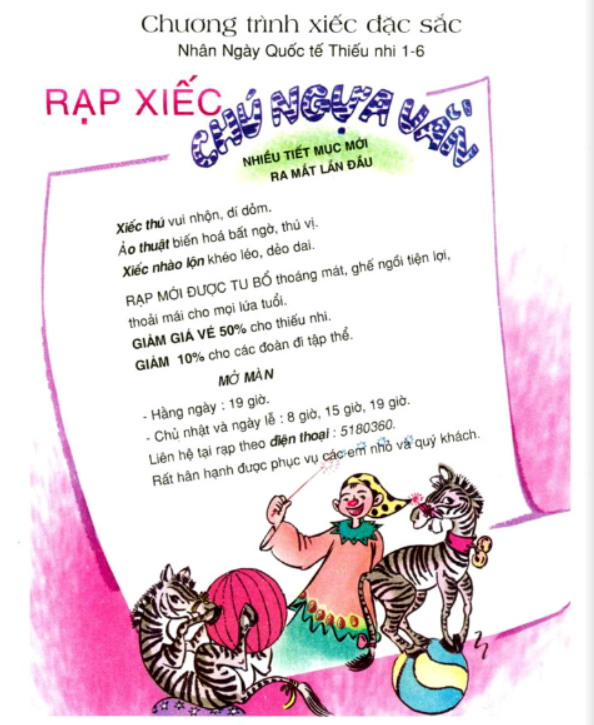 Chương trình xiếc đặc sắc
Nhân Ngày Quốc tế Thiếu nhi 1-6
RẠP XIẾC
CHÚ NGỰA VẰN
NHIỀU TIẾT MỤC MỚI
RA MẮT LẦN ĐẦU
Xiếc thú vui nhộn, dí dỏm.
Ảo thuật biến hoá bất ngờ, thú vị.
Xiếc nhào lộn khéo léo, dẻo dai.
RẠP MỚI ĐƯỢC TU BỔ thoáng mát, ghế ngồi tiện lợi,
thoải mái cho mọi lứa tuổi.
GIẢM GIÁ VÉ 50% cho thiếu nhi.
GIẢM 10% cho các đoàn đi tập thể.
MỞ MÀN
- Hằng ngày : 19 giờ.
- Chủ nhật và ngày lễ : 8 giờ, 15 giờ, 19 giờ.
Liên hệ tại rạp theo điện thoại : 5180360.
Rất hân hạnh được phục vụ các em nhỏ và quý khách.